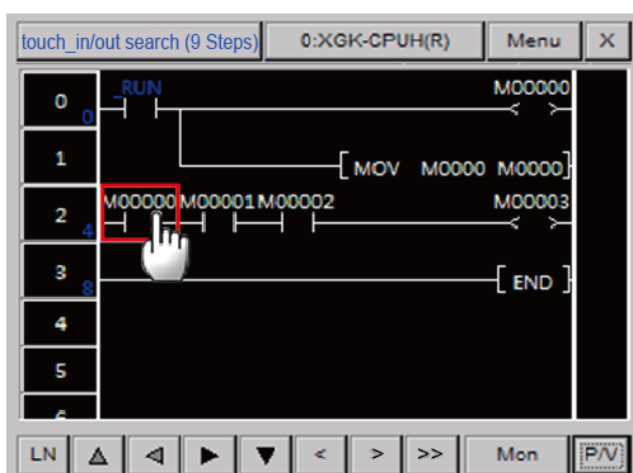 touch_in/out search (9 Steps) 0:XGK-CPUH(R) Menu X
0 0 _RUN M00000
1 MOV M0000 M0000
M00000 M00001 M00002 M00003
2 4
3 8 END
4
5
LN < > >> Mon P/V